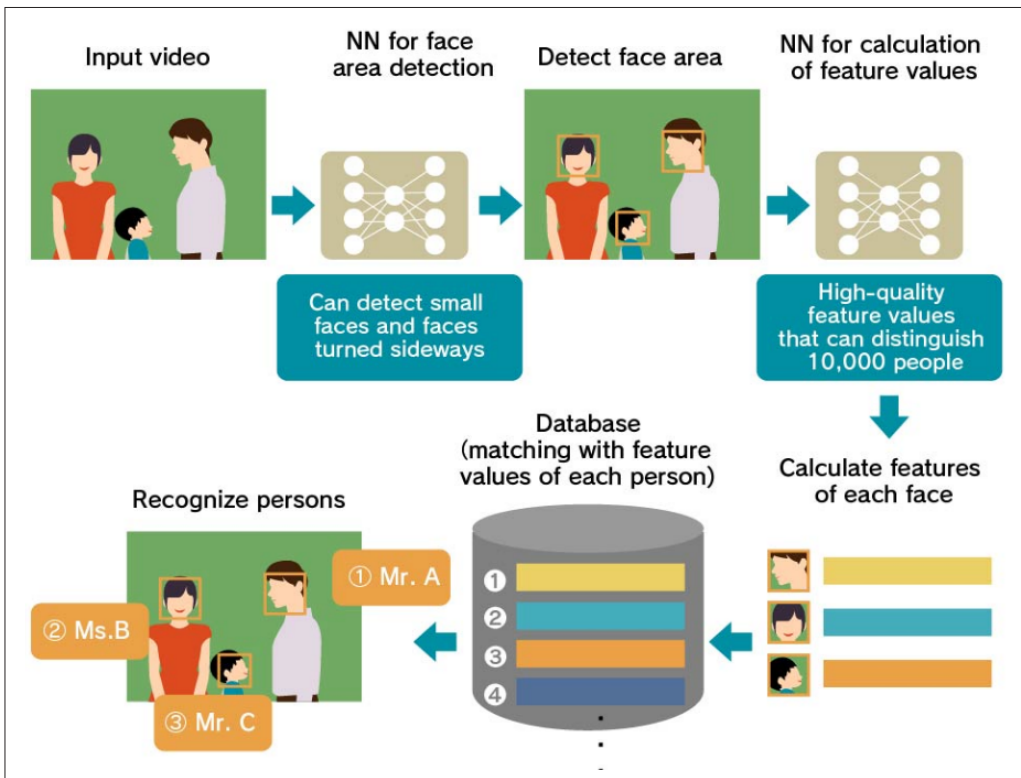 Input video
NN for face
area detection
Detect face area
NN for calculation
of feature values
Can detect small
faces and faces
turned sideways
High-quality
feature values
that can distinguish
10,000 people
Calculate features
of each face
Database
(matching with feature
values of each person)
①
②
③
④
Recognize persons
① Mr. A
② Ms.B
③ Mr. C